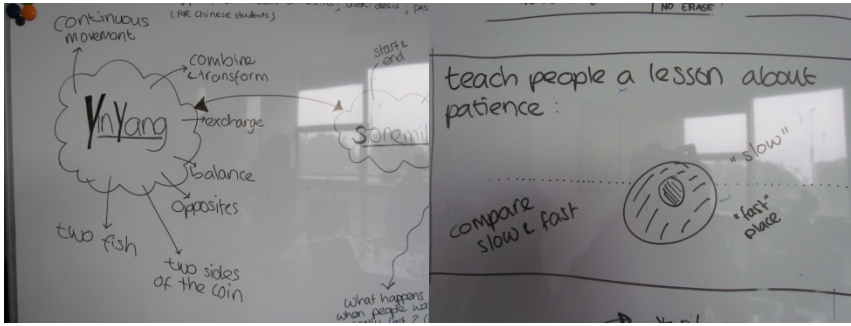 (FOR Chinese students)
continuous
movement
combine
& transform
start &
end
YinYang
exchange
balance
opposites
two fish
two sides
of the coin
what happens
when people
NO ERASE
teach people a lesson about
patience:
"slow"
"fast"
place
compare
slow & fast